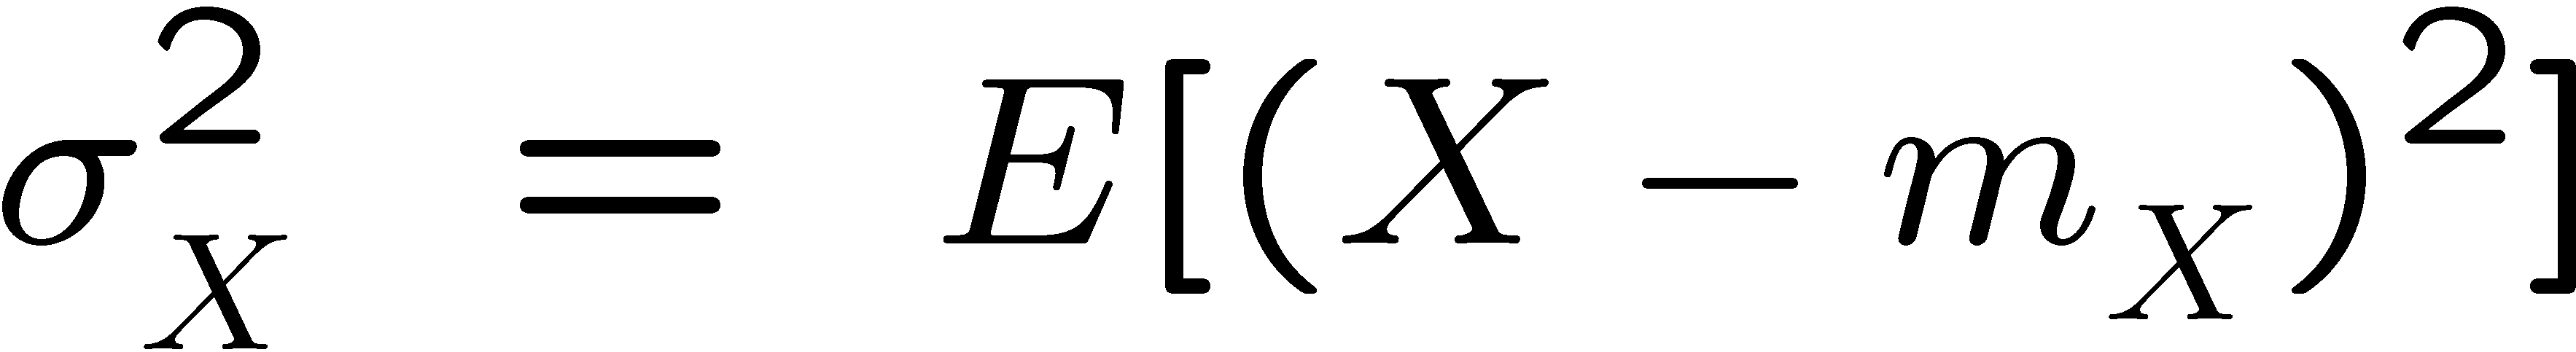 σ_X^2 = E[(X − m_X)^2]